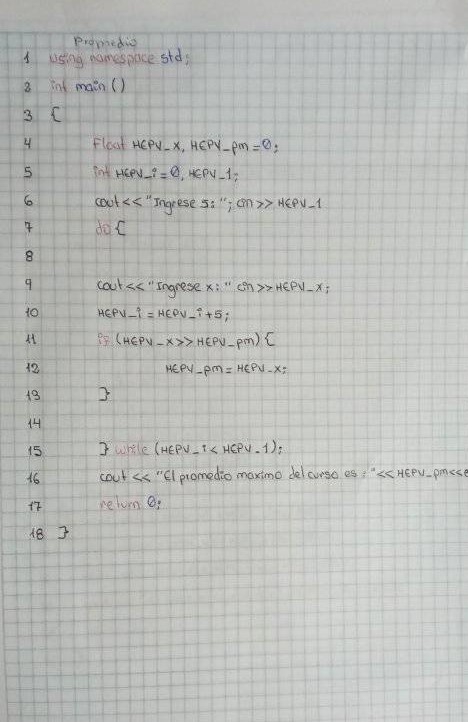 Promedio
1 using namespace std;
2 int main ()
3 {
4 Float HEPV_x, HEPV_pm=0;
5 int HEPV_i=0, HEPV_1;
6 cout<< "Ingrese s: "; cin>> HEPV_1
7 do {
8
9 cout<< "Ingrese x: " cin>>HEPV_x;
10 HEPV_i = HEPV_i+5;
11 if (HEPV_x>> HEPV_pm) {
12 HEPV_pm= HEPV_x;
13 }
14
15 } while (HEPV_i < HEPV_1);
16 cout << "El promedio maximo del curso es : "<< HEPV_pm<<e
17 return 0;
18 }